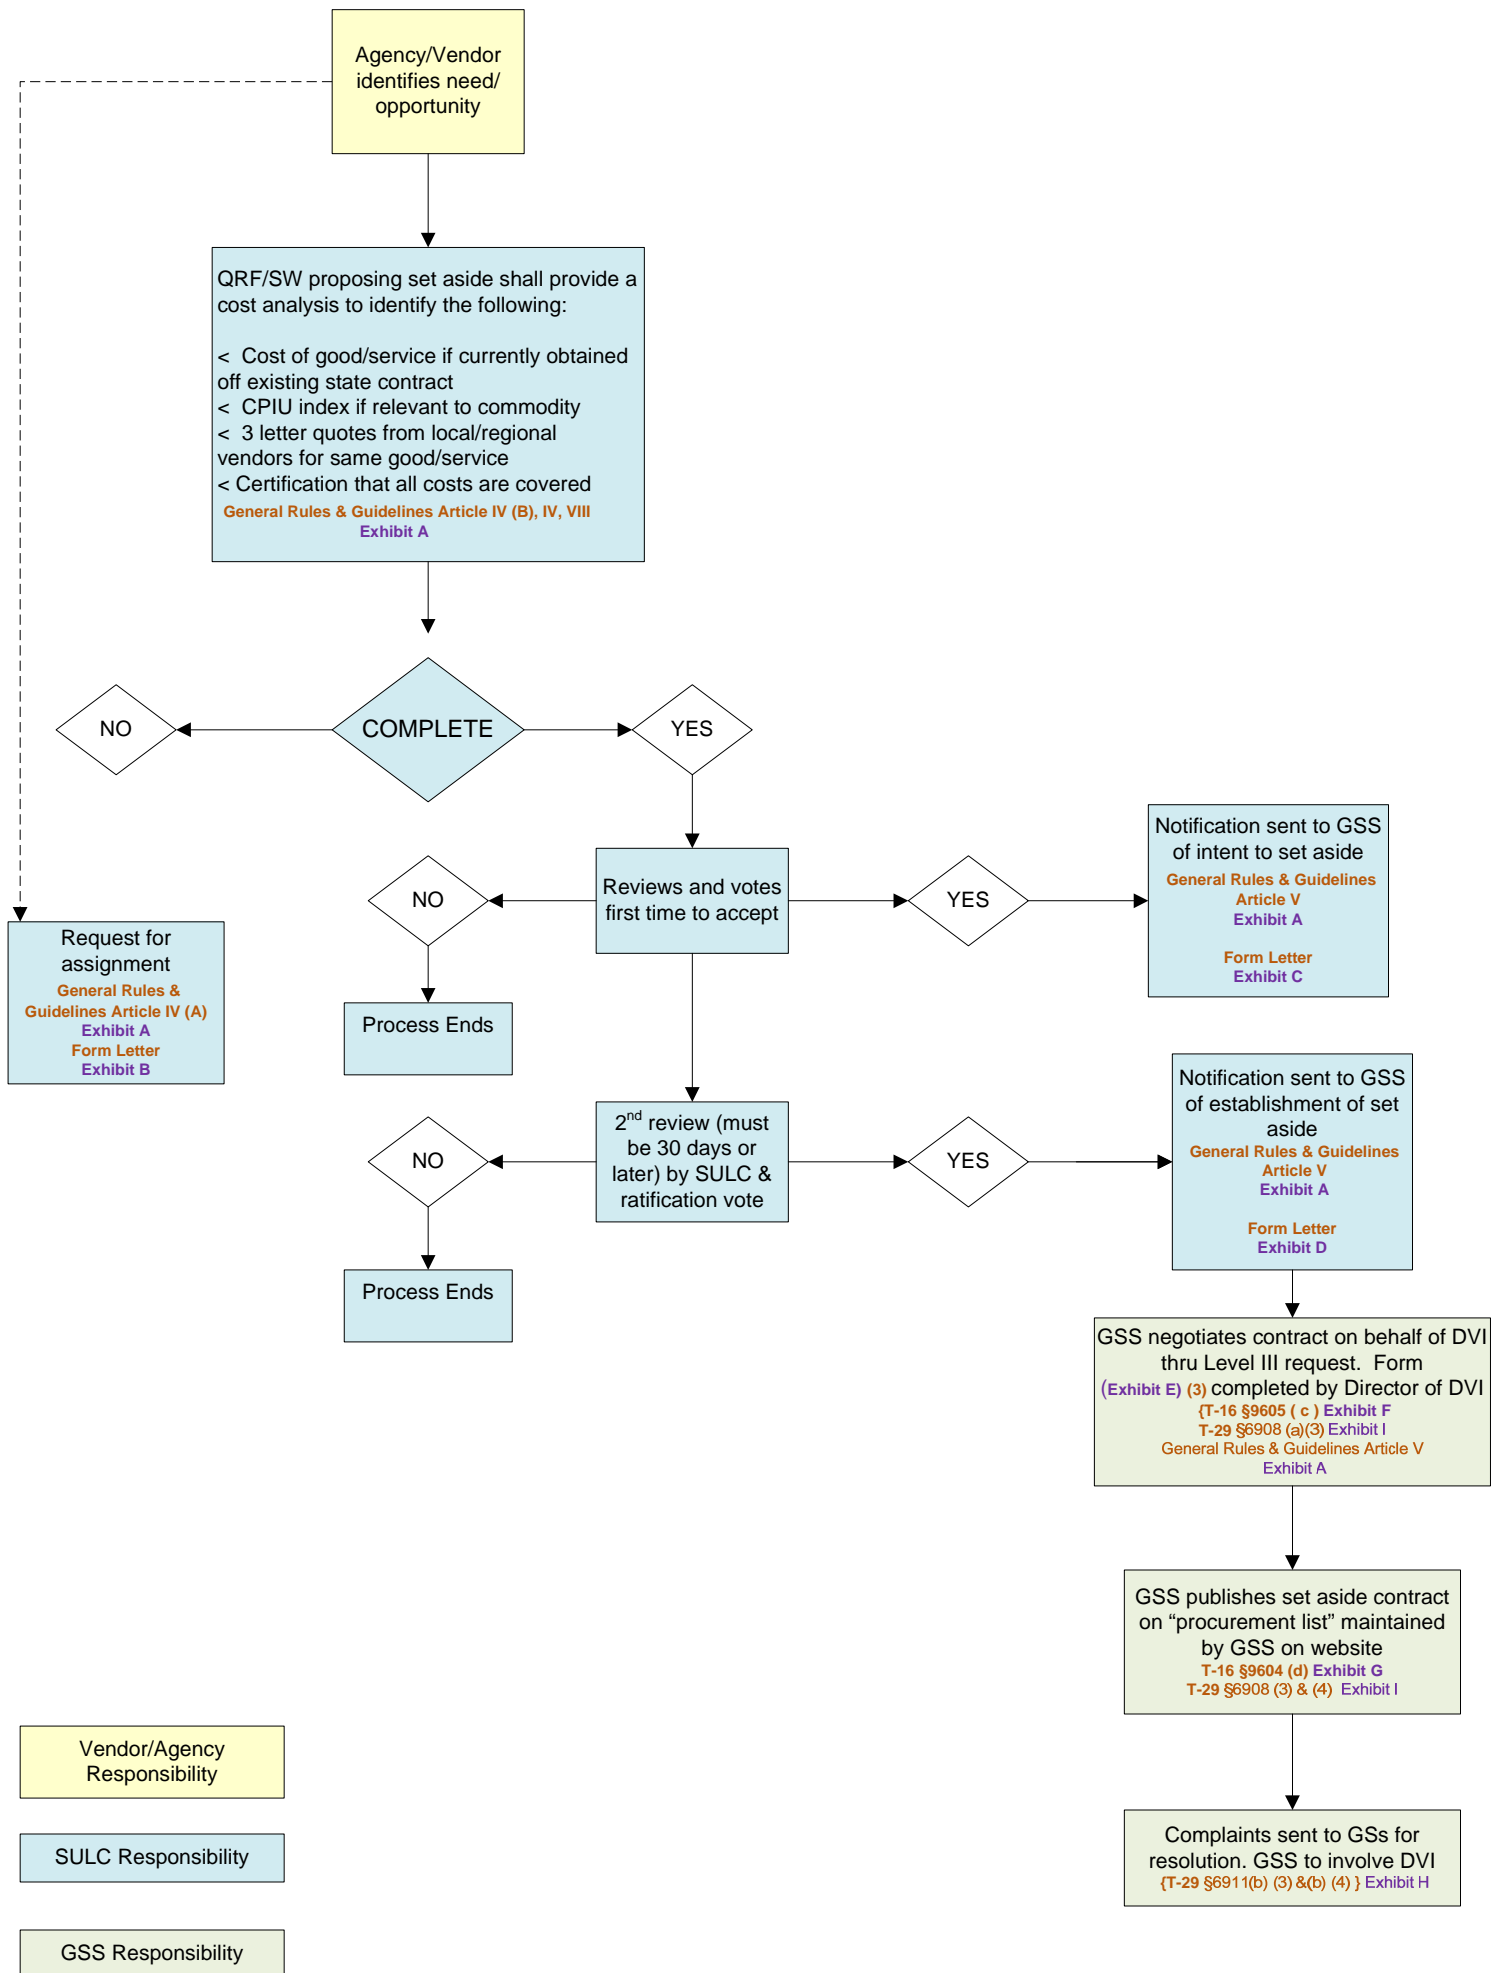 Agency/Vendor
identifies need/
opportunity
QRF/SW proposing set aside shall provide a
cost analysis to identify the following:
< Cost of good/service if currently obtained
off existing state contract
< CPIU index if relevant to commodity
< 3 letter quotes from local/regional
vendors for same good/service
< Certification that all costs are covered
General Rules & Guidelines Article IV (B), IV, VIII
Exhibit A
NO
COMPLETE
YES
Reviews and votes
first time to accept
NO
YES
Notification sent to GSS
of intent to set aside
General Rules & Guidelines
Article V
Exhibit A
Form Letter
Exhibit C
Request for
assignment
General Rules &
Guidelines Article IV (A)
Exhibit A
Form Letter
Exhibit B
Process Ends
2nd review (must
be 30 days or
later) by SULC &
ratification vote
NO
YES
Notification sent to GSS
of establishment of set
aside
General Rules & Guidelines
Article V
Exhibit A
Form Letter
Exhibit D
Process Ends
GSS negotiates contract on behalf of DVI
thru Level III request. Form
(Exhibit E) (3) completed by Director of DVI
{T-16 §9605 ( c ) Exhibit F
T-29 §6908 (a)(3) Exhibit I
General Rules & Guidelines Article V
Exhibit A
GSS publishes set aside contract
on “procurement list” maintained
by GSS on website
T-16 §9604 (d) Exhibit G
T-29 §6908 (3) & (4) Exhibit I
Complaints sent to GSs for
resolution. GSS to involve DVI
{T-29 §6911(b) (3) &(b) (4) } Exhibit H
Vendor/Agency
Responsibility
SULC Responsibility
GSS Responsibility